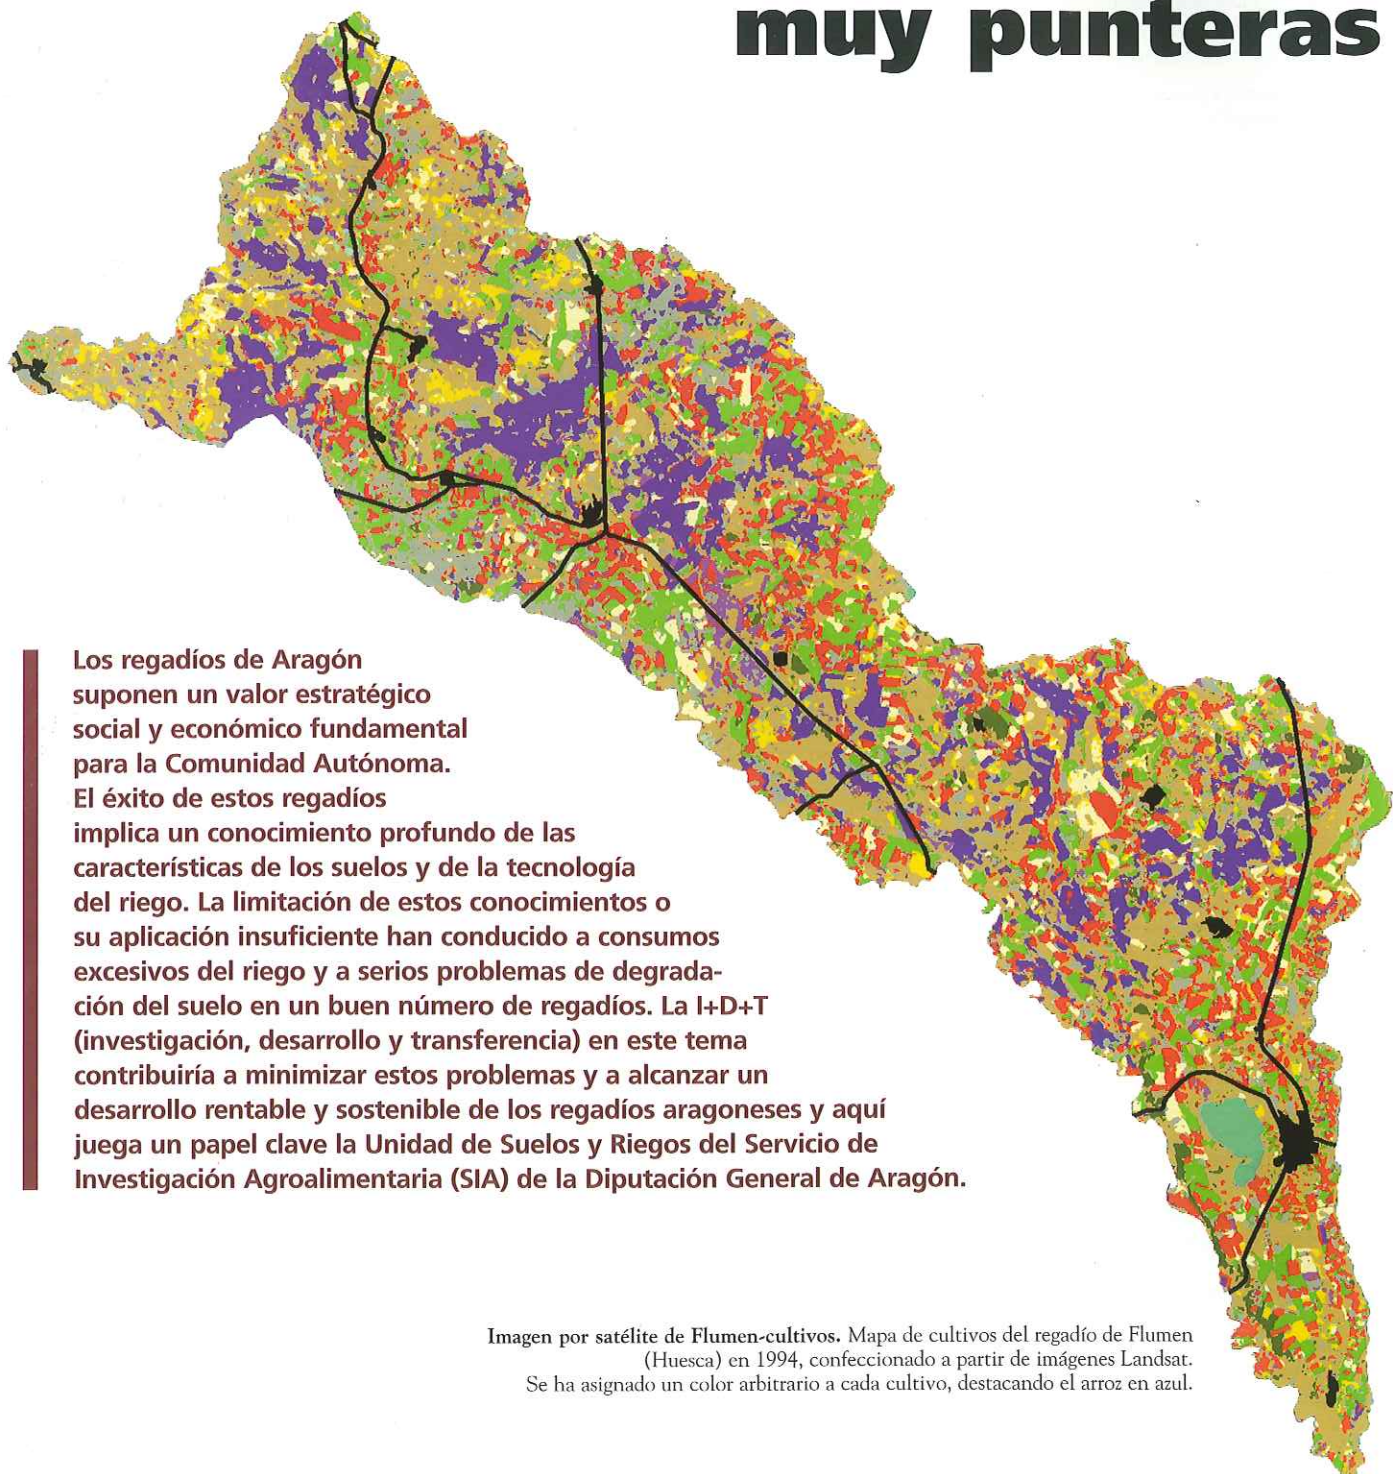 muy punteras
Los regadíos de Aragón
suponen un valor estratégico
social y económico fundamental
para la Comunidad Autónoma.
El éxito de estos regadíos
implica un conocimiento profundo de las
características de los suelos y de la tecnología
del riego. La limitación de estos conocimientos o
su aplicación insuficiente han conducido a consumos
excesivos del riego y a serios problemas de degrada-
ción del suelo en un buen número de regadíos. La I+D+T
(investigación, desarrollo y transferencia) en este tema
contribuiría a minimizar estos problemas y a alcanzar un
desarrollo rentable y sostenible de los regadíos aragoneses y aquí
juega un papel clave la Unidad de Suelos y Riegos del Servicio de
Investigación Agroalimentaria (SIA) de la Diputación General de Aragón.
Imagen por satélite de Flumen-cultivos. Mapa de cultivos del regadío de Flumen
(Huesca) en 1994, confeccionado a partir de imágenes Landsat.
Se ha asignado un color arbitrario a cada cultivo, destacando el arroz en azul.